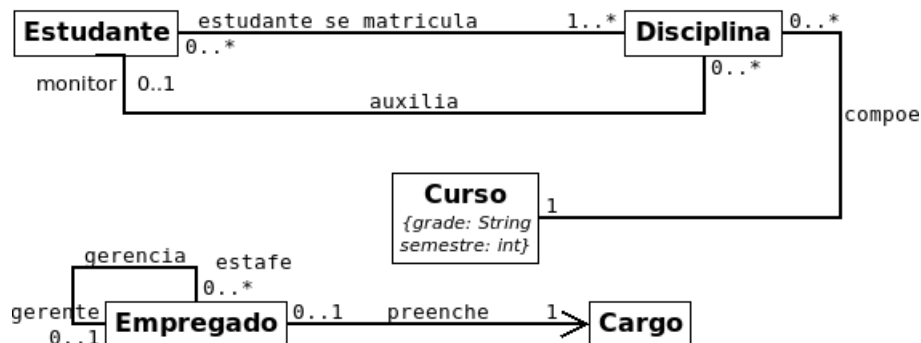 Estudante
estudante se matricula
1..*
Disciplina
0..*
0..*
monitor
0..1
0..*
auxilia
compoe
Curso
{grade: String
semestre: int}
1
gerencia
estafe
0..*
gerente
0..1
Empregado
0..1
preenche
1
Cargo